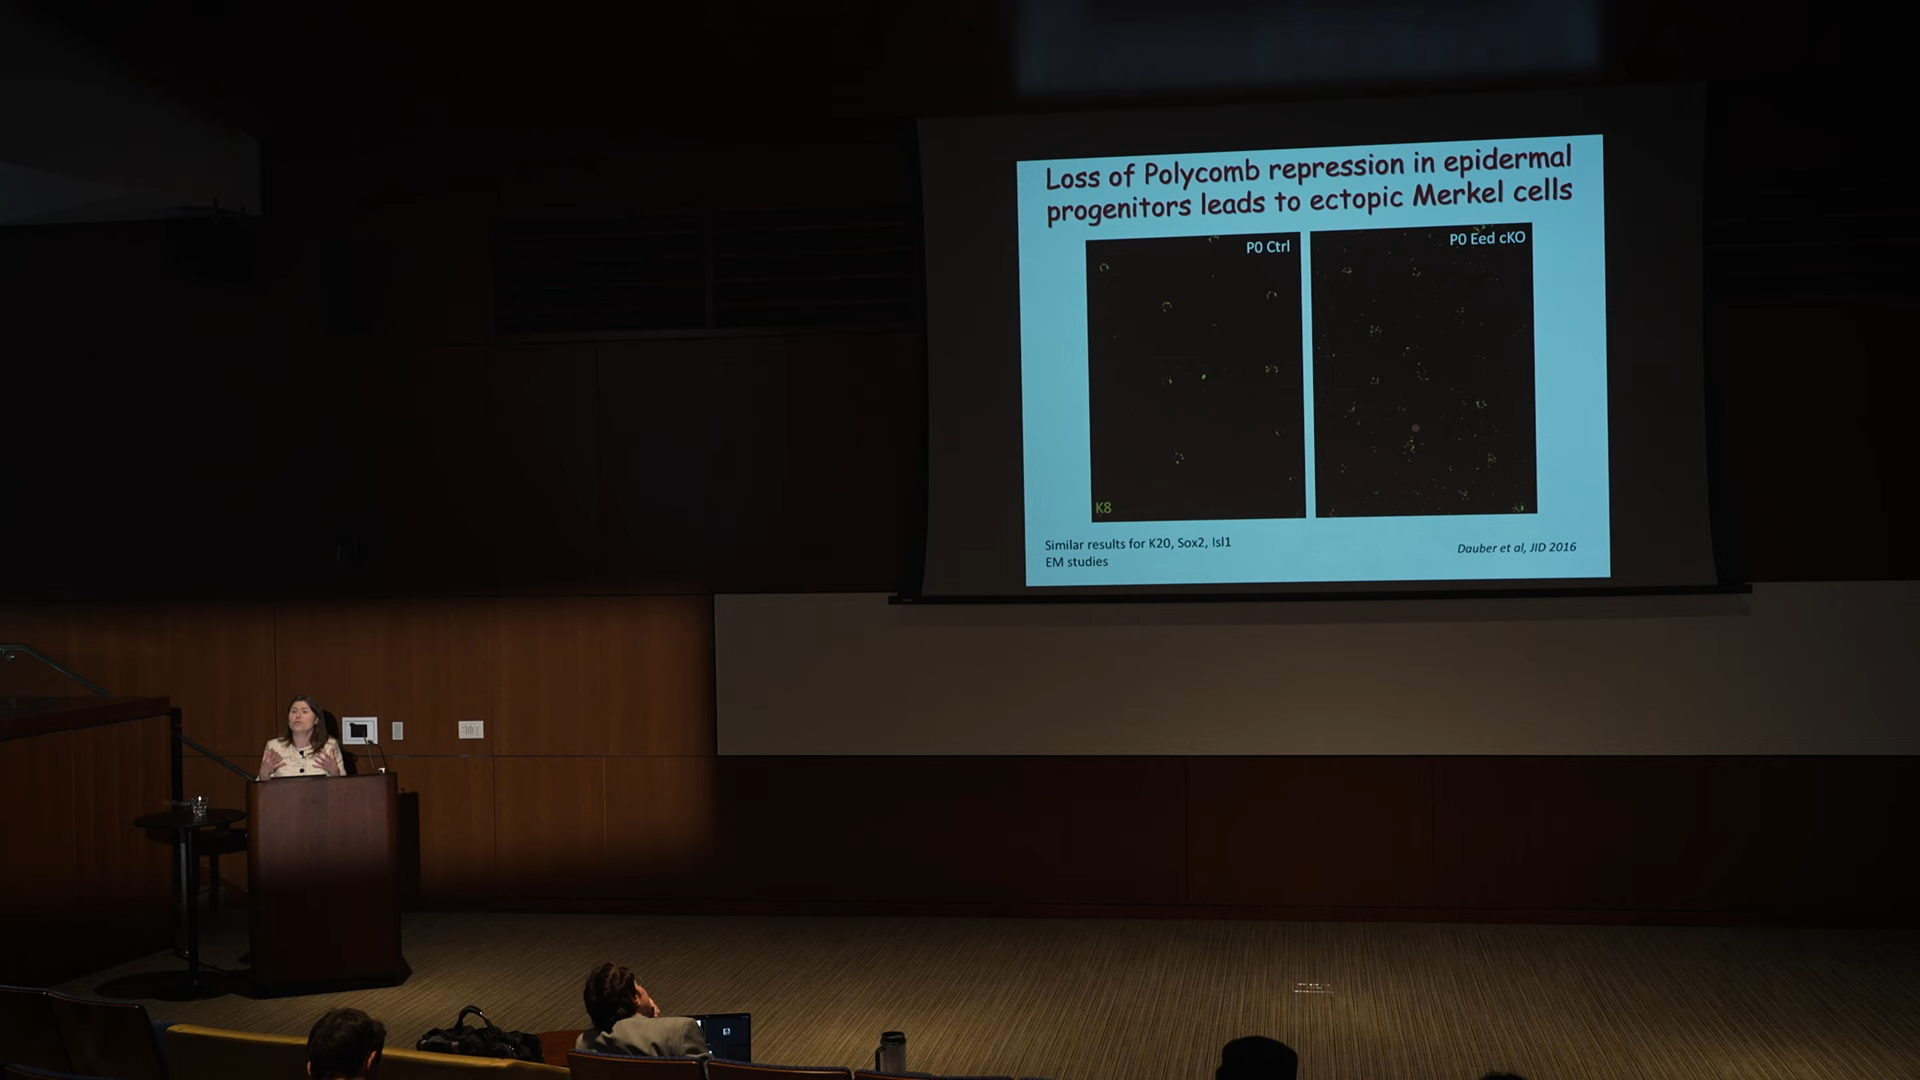 Loss of Polycomb repression in epidermal
progenitors leads to ectopic Merkel cells
P0 Ctrl
P0 Eed cKO
K8
Similar results for K20, Sox2, Isl1
EM studies
Dauber et al, JID 2016